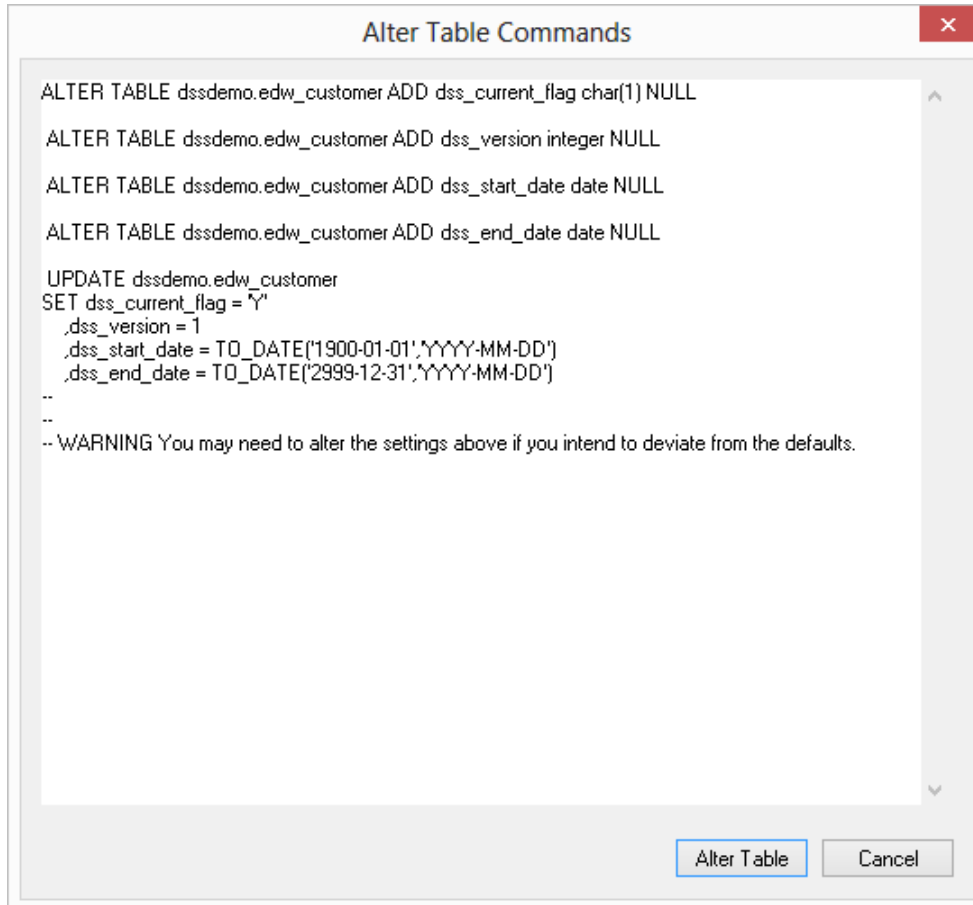 Alter Table Commands
ALTER TABLE dssdemo.edw_customer ADD dss_current_flag char(1) NULL
ALTER TABLE dssdemo.edw_customer ADD dss_version integer NULL
ALTER TABLE dssdemo.edw_customer ADD dss_start_date date NULL
ALTER TABLE dssdemo.edw_customer ADD dss_end_date date NULL
UPDATE dssdemo.edw_customer
SET dss_current_flag = 'Y'
,dss_version = 1
,dss_start_date = TO_DATE('1900-01-01','YYYY-MM-DD')
,dss_end_date = TO_DATE('2999-12-31','YYYY-MM-DD')
--
--
-- WARNING You may need to alter the settings above if you intend to deviate from the defaults.
Alter Table Cancel